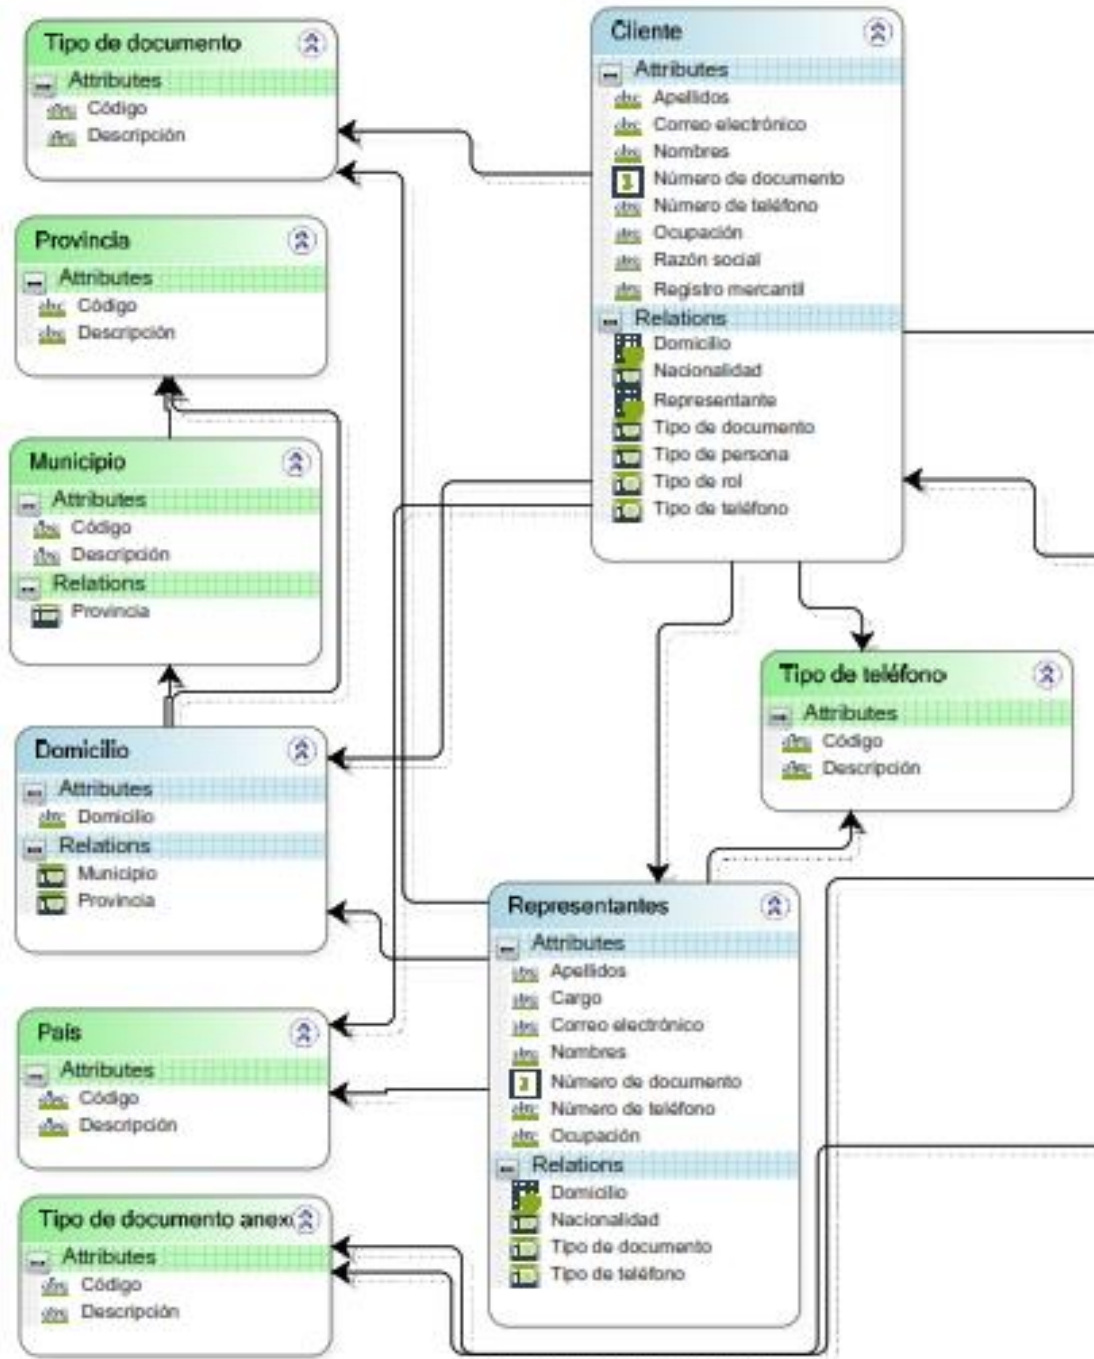 Tipo de documento
Attributes
Código
Descripción
Provincia
Attributes
Código
Descripción
Municipio
Attributes
Código
Descripción
Relations
Provincia
Domicilio
Attributes
Domicilio
Relations
Municipio
Provincia
País
Attributes
Código
Descripción
Tipo de documento anexo
Attributes
Código
Descripción
Cliente
Attributes
Apellidos
Correo electrónico
Nombres
Número de documento
Número de teléfono
Ocupación
Razón social
Registro mercantil
Relations
Domicilio
Nacionalidad
Representante
Tipo de documento
Tipo de persona
Tipo de rol
Tipo de teléfono
Tipo de teléfono
Attributes
Código
Descripción
Representantes
Attributes
Apellidos
Cargo
Correo electrónico
Nombres
Número de documento
Número de teléfono
Ocupación
Relations
Domicilio
Nacionalidad
Tipo de documento
Tipo de teléfono